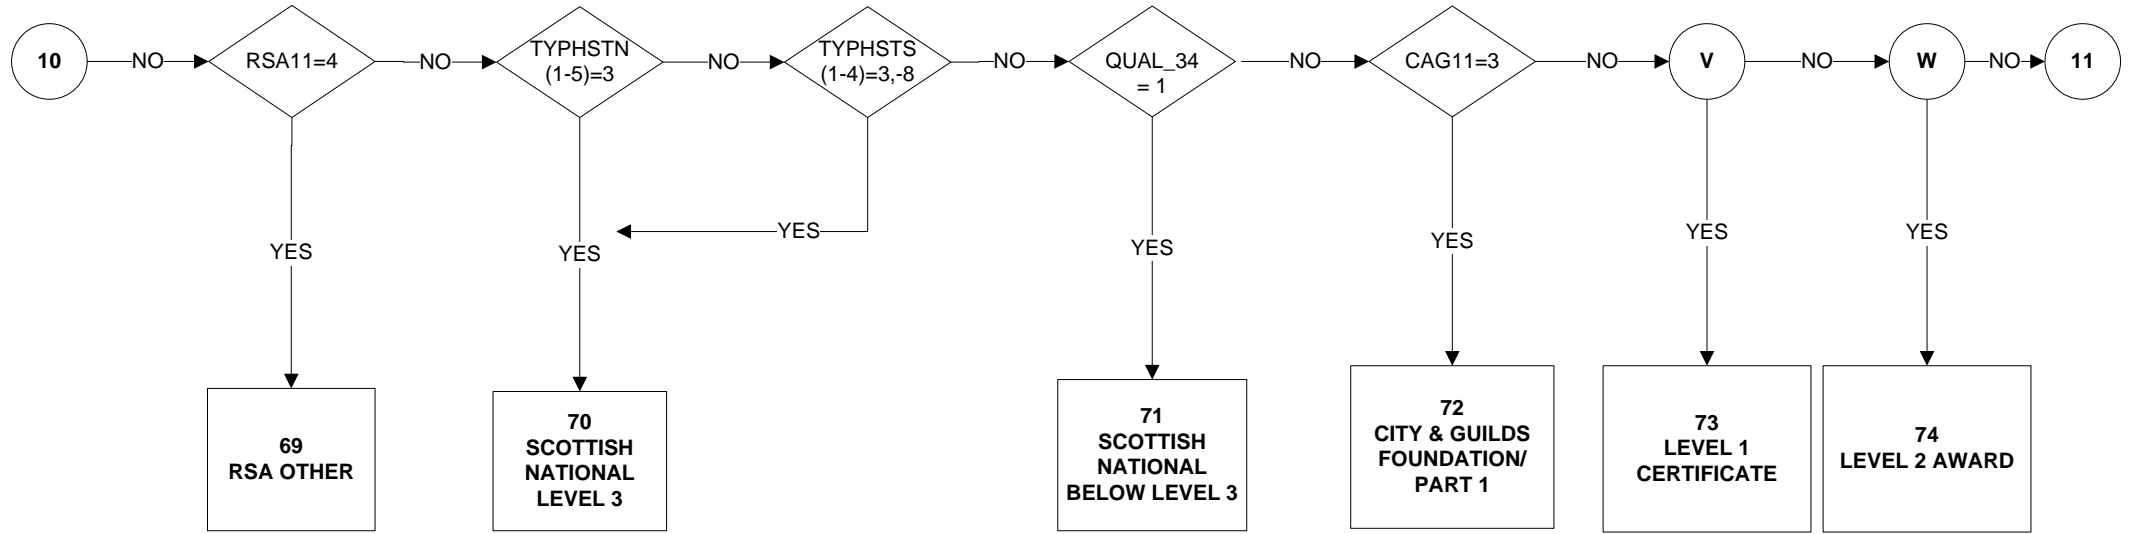 10
NO
RSA11=4
NO
TYPHSTN
(1-5)=3
NO
TYPHSTS
(1-4)=3,-8
NO
QUAL_34
= 1
NO
CAG11=3
NO
V
NO
W
NO
11
YES
YES
YES
YES
YES
YES
YES
69
RSA OTHER
70
SCOTTISH
NATIONAL
LEVEL 3
71
SCOTTISH
NATIONAL
BELOW LEVEL 3
72
CITY & GUILDS
FOUNDATION/
PART 1
73
LEVEL 1
CERTIFICATE
74
LEVEL 2 AWARD